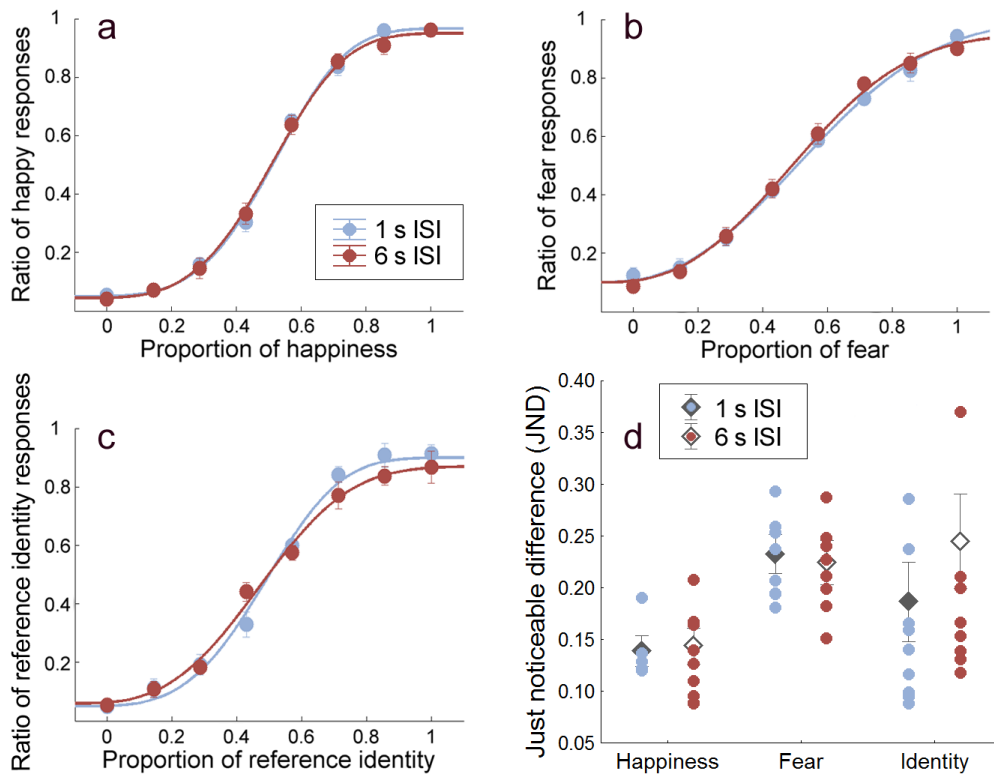 a
1
0.8
0.6
0.4
0.2
Ratio of happy responses
1 s ISI
6 s ISI
0 0.2 0.4 0.6 0.8 1
Proportion of happiness
b
1
0.8
0.6
0.4
0.2
Ratio of fear responses
0 0.2 0.4 0.6 0.8 1
Proportion of fear
c
1
0.8
0.6
0.4
0.2
Ratio of reference identity responses
0 0.2 0.4 0.6 0.8 1
Proportion of reference identity
d
0.40
0.35
0.30
0.25
0.20
0.15
0.10
0.05
Just noticeable difference (JND)
1 s ISI
6 s ISI
Happiness Fear Identity